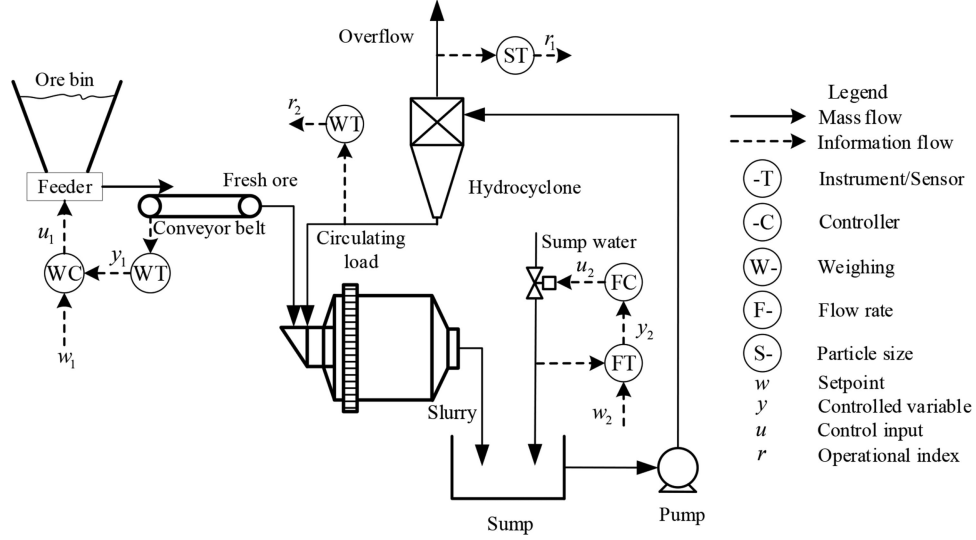 Overflow
ST
r1
Ore bin
r2
WT
Legend
Mass flow
Information flow
Feeder
Fresh ore
Hydrocyclone
-T Instrument/Sensor
Conveyor belt
Circulating
load
Sump water
-C Controller
u1
y1
WC
WT
u2
FC
W- Weighing
y2
F- Flow rate
w1
FT
S- Particle size
w Setpoint
Slurry
w2
y Controlled variable
u Control input
r Operational index
Sump
Pump